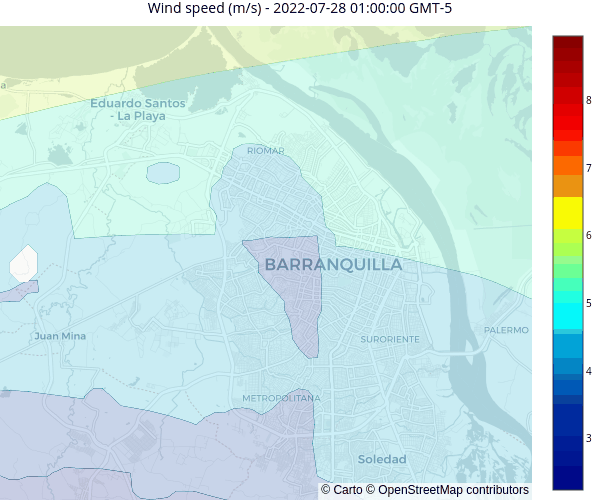 Wind speed (m/s) - 2022-07-28 01:00:00 GMT-5
a
Eduardo Santos
- La Playa
RIOMAR
BARRANQUILLA
Juan Mina
SURORIENTE
PALERMO
METROPOLITANA
Soledad
© Carto © OpenStreetMap contributors
8
7
6
5
4
3